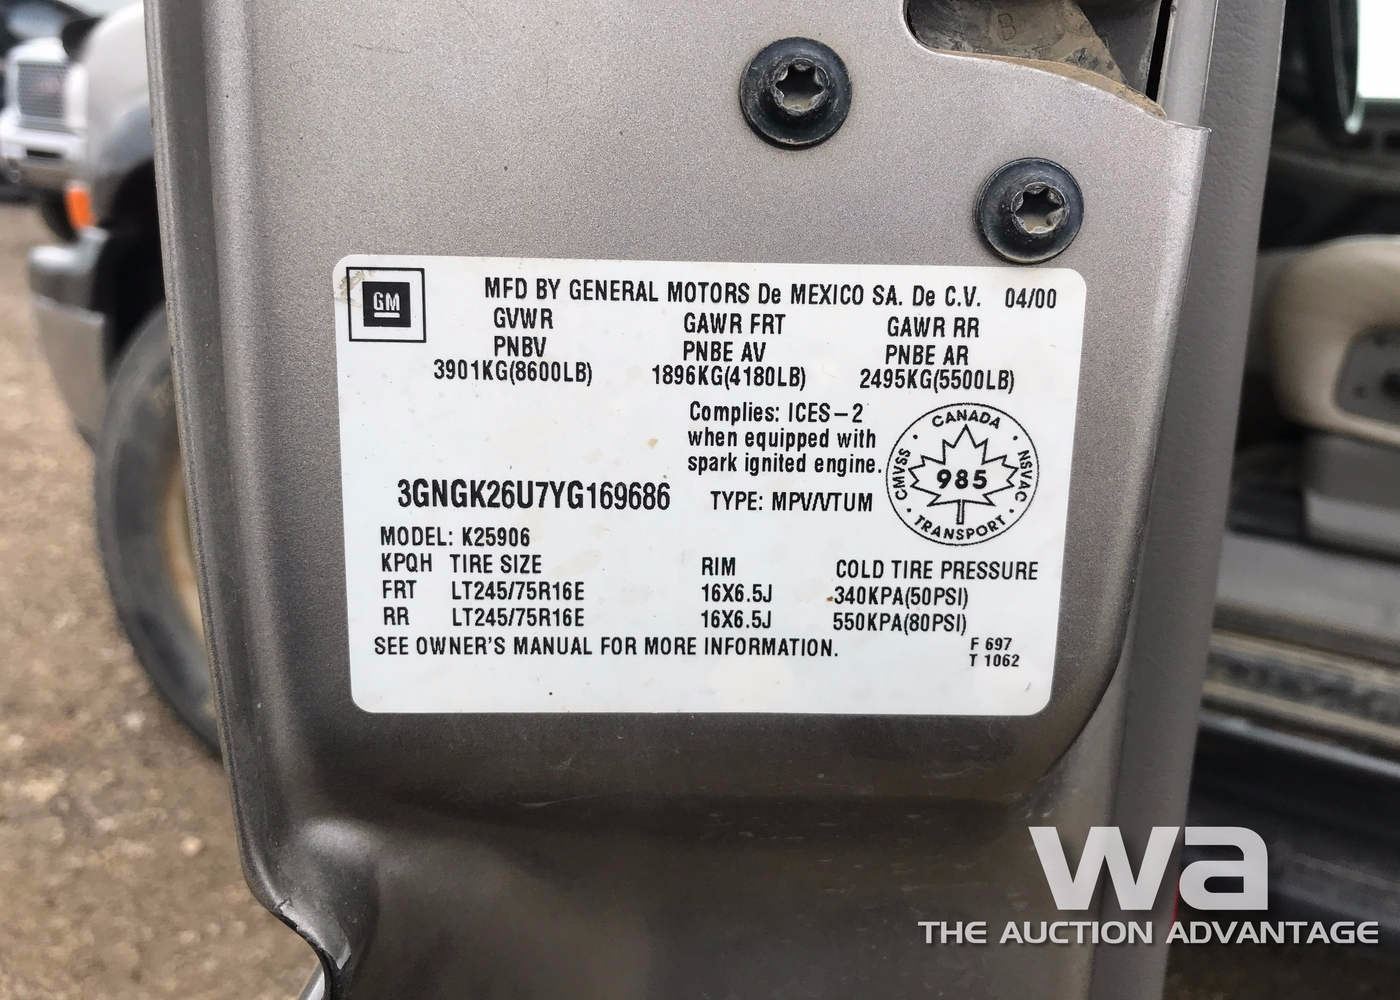 GM
MFD BY GENERAL MOTORS De MEXICO SA. De C.V. 04/00
GVWR GAWR FRT GAWR RR
PNBV PNBE AV PNBE AR
3901KG(8600LB) 1896KG(4180LB) 2495KG(5500LB)
Complies: ICES-2
when equipped with
spark ignited engine.
CANADA
CMVSS 985 NSVAC
TRANSPORT
3GNGK26U7YG169686 TYPE: MPV/VTUM
MODEL: K25906
KPQH TIRE SIZE RIM COLD TIRE PRESSURE
FRT LT245/75R16E 16X6.5J 340KPA(50PSI)
RR LT245/75R16E 16X6.5J 550KPA(80PSI)
SEE OWNER'S MANUAL FOR MORE INFORMATION. F 697
T 1062
wa
THE AUCTION ADVANTAGE